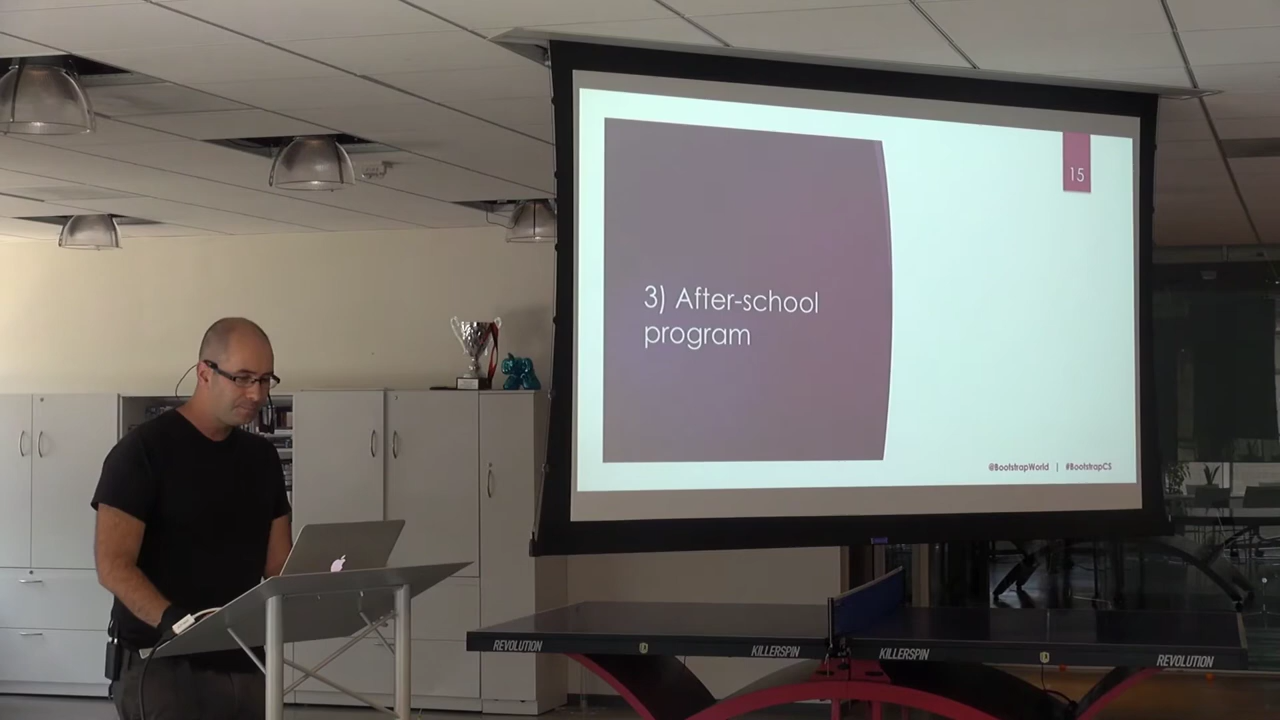 15
3) After-school
program
@BootstrapWorld | #BootstrapCS
REVOLUTION
KILLERSPIN
KILLERSPIN
REVOLUTION